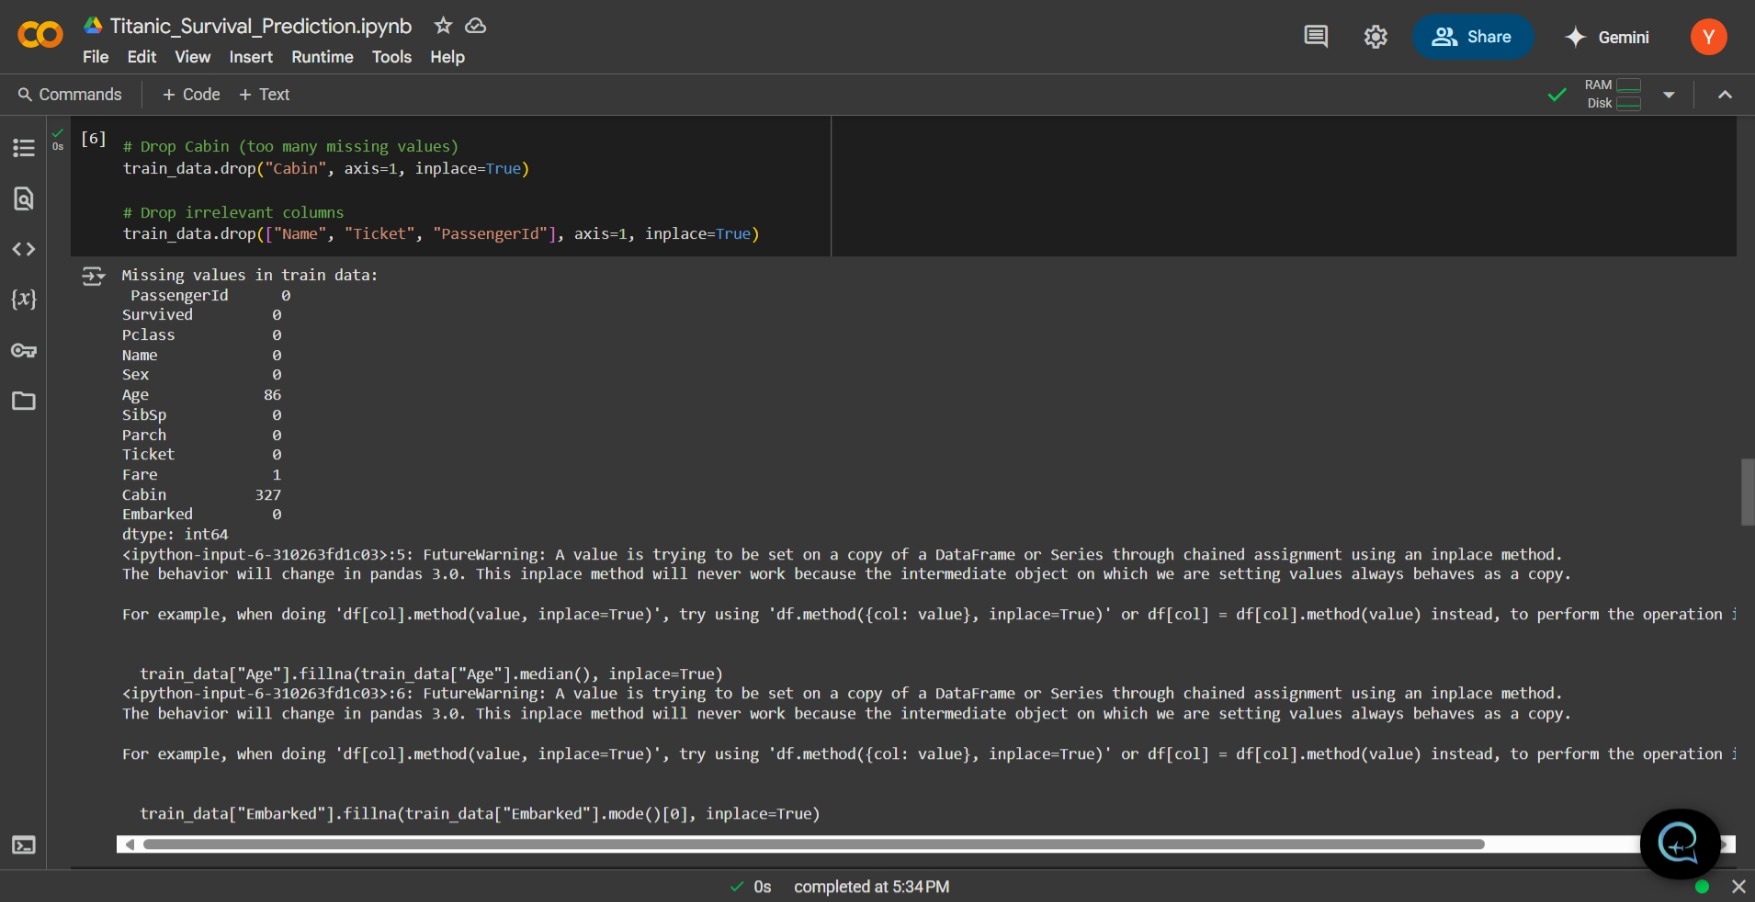 Titanic_Survival_Prediction.ipynb
File Edit View Insert Runtime Tools Help
Share
Gemini
Y
Commands + Code + Text
RAM
Disk
0s
[6]
# Drop Cabin (too many missing values)
train_data.drop("Cabin", axis=1, inplace=True)
# Drop irrelevant columns
train_data.drop(["Name", "Ticket", "PassengerId"], axis=1, inplace=True)
{x}
Missing values in train data:
PassengerId 0
Survived 0
Pclass 0
Name 0
Sex 0
Age 86
SibSp 0
Parch 0
Ticket 0
Fare 1
Cabin 327
Embarked 0
dtype: int64
<ipython-input-6-310263fd1c03>:5: FutureWarning: A value is trying to be set on a copy of a DataFrame or Series through chained assignment using an inplace method.
The behavior will change in pandas 3.0. This inplace method will never work because the intermediate object on which we are setting values always behaves as a copy.
For example, when doing 'df[col].method(value, inplace=True)', try using 'df.method({col: value}, inplace=True)' or df[col] = df[col].method(value) instead, to perform the operation i
train_data["Age"].fillna(train_data["Age"].median(), inplace=True)
<ipython-input-6-310263fd1c03>:6: FutureWarning: A value is trying to be set on a copy of a DataFrame or Series through chained assignment using an inplace method.
The behavior will change in pandas 3.0. This inplace method will never work because the intermediate object on which we are setting values always behaves as a copy.
For example, when doing 'df[col].method(value, inplace=True)', try using 'df.method({col: value}, inplace=True)' or df[col] = df[col].method(value) instead, to perform the operation i
train_data["Embarked"].fillna(train_data["Embarked"].mode()[0], inplace=True)
0s completed at 5:34 PM